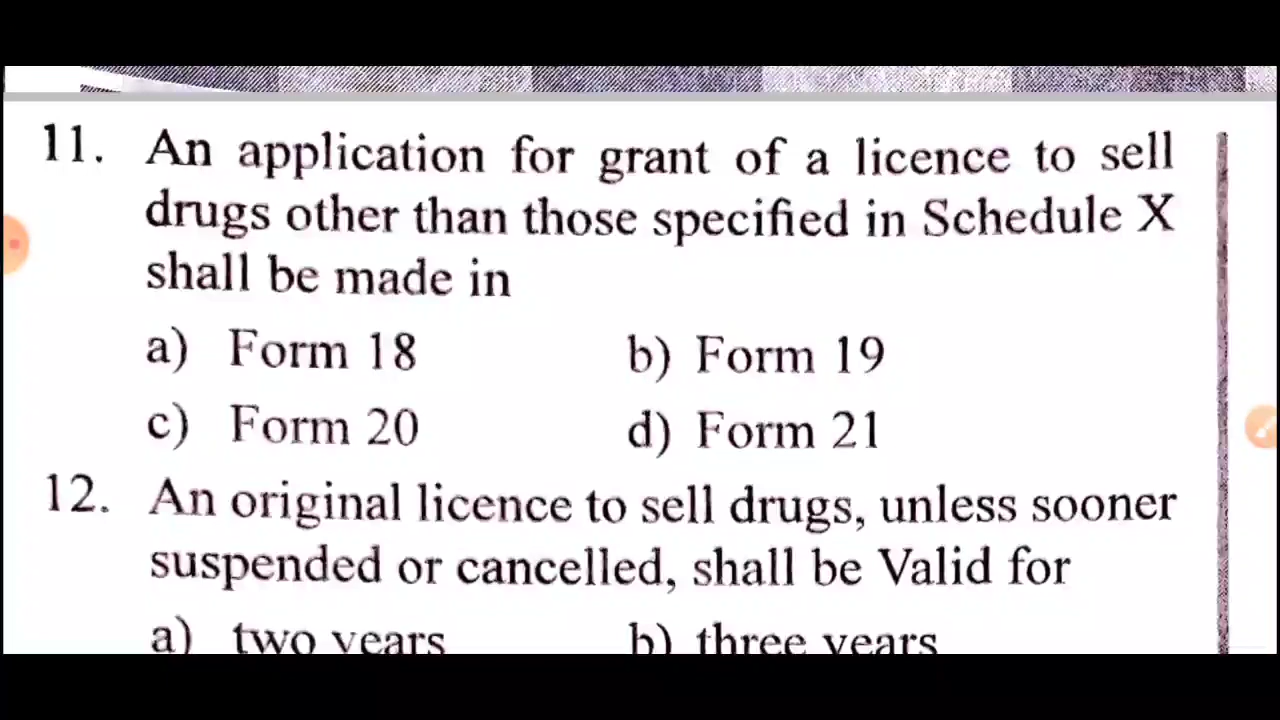 11. An application for grant of a licence to sell
drugs other than those specified in Schedule X
shall be made in
a) Form 18 b) Form 19
c) Form 20 d) Form 21
12. An original licence to sell drugs, unless sooner
suspended or cancelled, shall be Valid for
a) two years b) three years